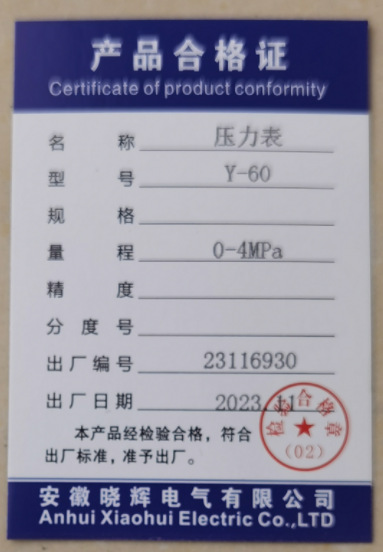 产品合格证
Certificate of product conformity
名称 压力表
型号 Y-60
规格
量程 0-4MPa
精度
分度号
出厂编号 23116930
出厂日期 2023.11
检验合格章
(02)
本产品经检验合格，符合
出厂标准，准予出厂。
安徽晓辉电气有限公司
Anhui Xiaohui Electric Co.,LTD